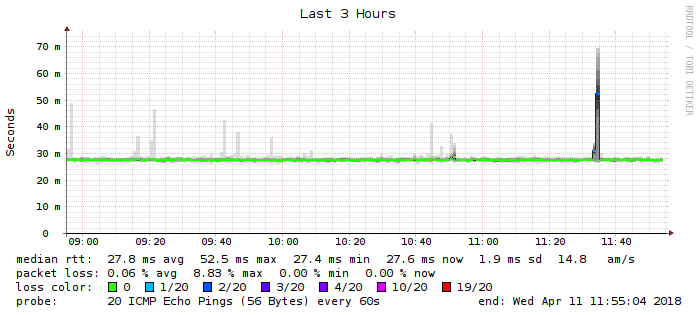 Last 3 Hours
RRDTOOL / TOBI OETIKER
Seconds
70 m
60 m
50 m
40 m
30 m
20 m
10 m
0
09:00 09:20 09:40 10:00 10:20 10:40 11:00 11:20 11:40
median rtt: 27.8 ms avg 52.5 ms max 27.4 ms min 27.6 ms now 1.9 ms sd 14.8 am/s
packet loss: 0.06 % avg 8.83 % max 0.00 % min 0.00 % now
loss color: 0 1/20 2/20 3/20 4/20 10/20 19/20
probe: 20 ICMP Echo Pings (56 Bytes) every 60s end: Wed Apr 11 11:55:04 2018